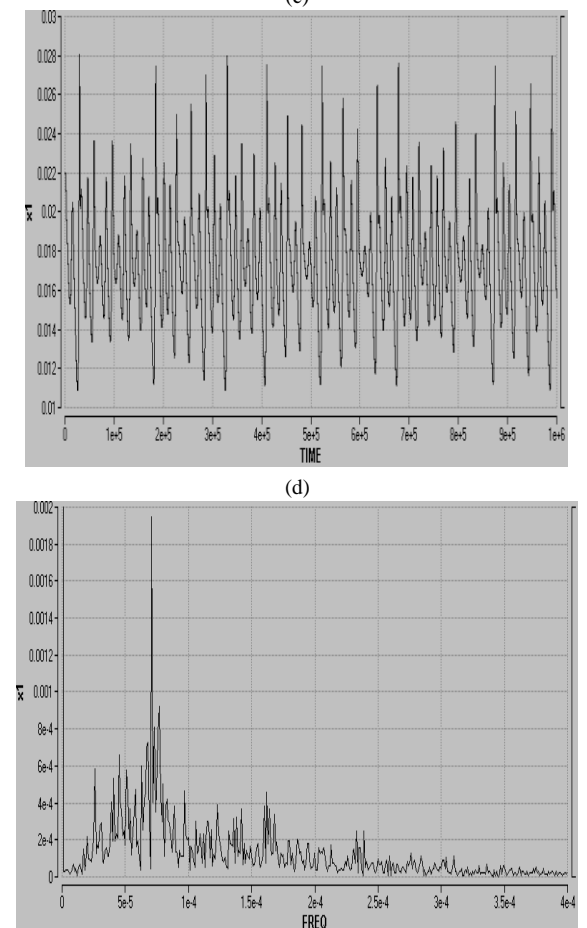 (c)
0.03
0.028
0.026
0.024
0.022
0.02
x1
0.018
0.016
0.014
0.012
0.01
0 1e+5 2e+5 3e+5 4e+5 5e+5 6e+5 7e+5 8e+5 9e+5 1e+6
TIME
(d)
0.002
0.0018
0.0016
0.0014
0.0012
x1
0.001
8e-4
6e-4
4e-4
2e-4
0
0 5e-5 1e-4 1.5e-4 2e-4 2.5e-4 3e-4 3.5e-4 4e-4
FREQ